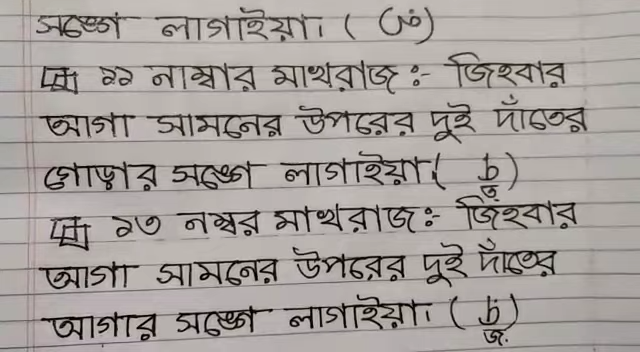 সঙ্গে লাগাইয়া। (ن)
১১ নাম্বার মাখরাজ :- জিহবার
আগা সামনের উপরের দুই দাঁতের
গোড়ার সঙ্গে লাগাইয়া (
১৩ নম্বর মাখরাজ :- জিহবার
আগা সামনের উপরের দুই দাঁতের
আগার সঙ্গে লাগাইয়া। (